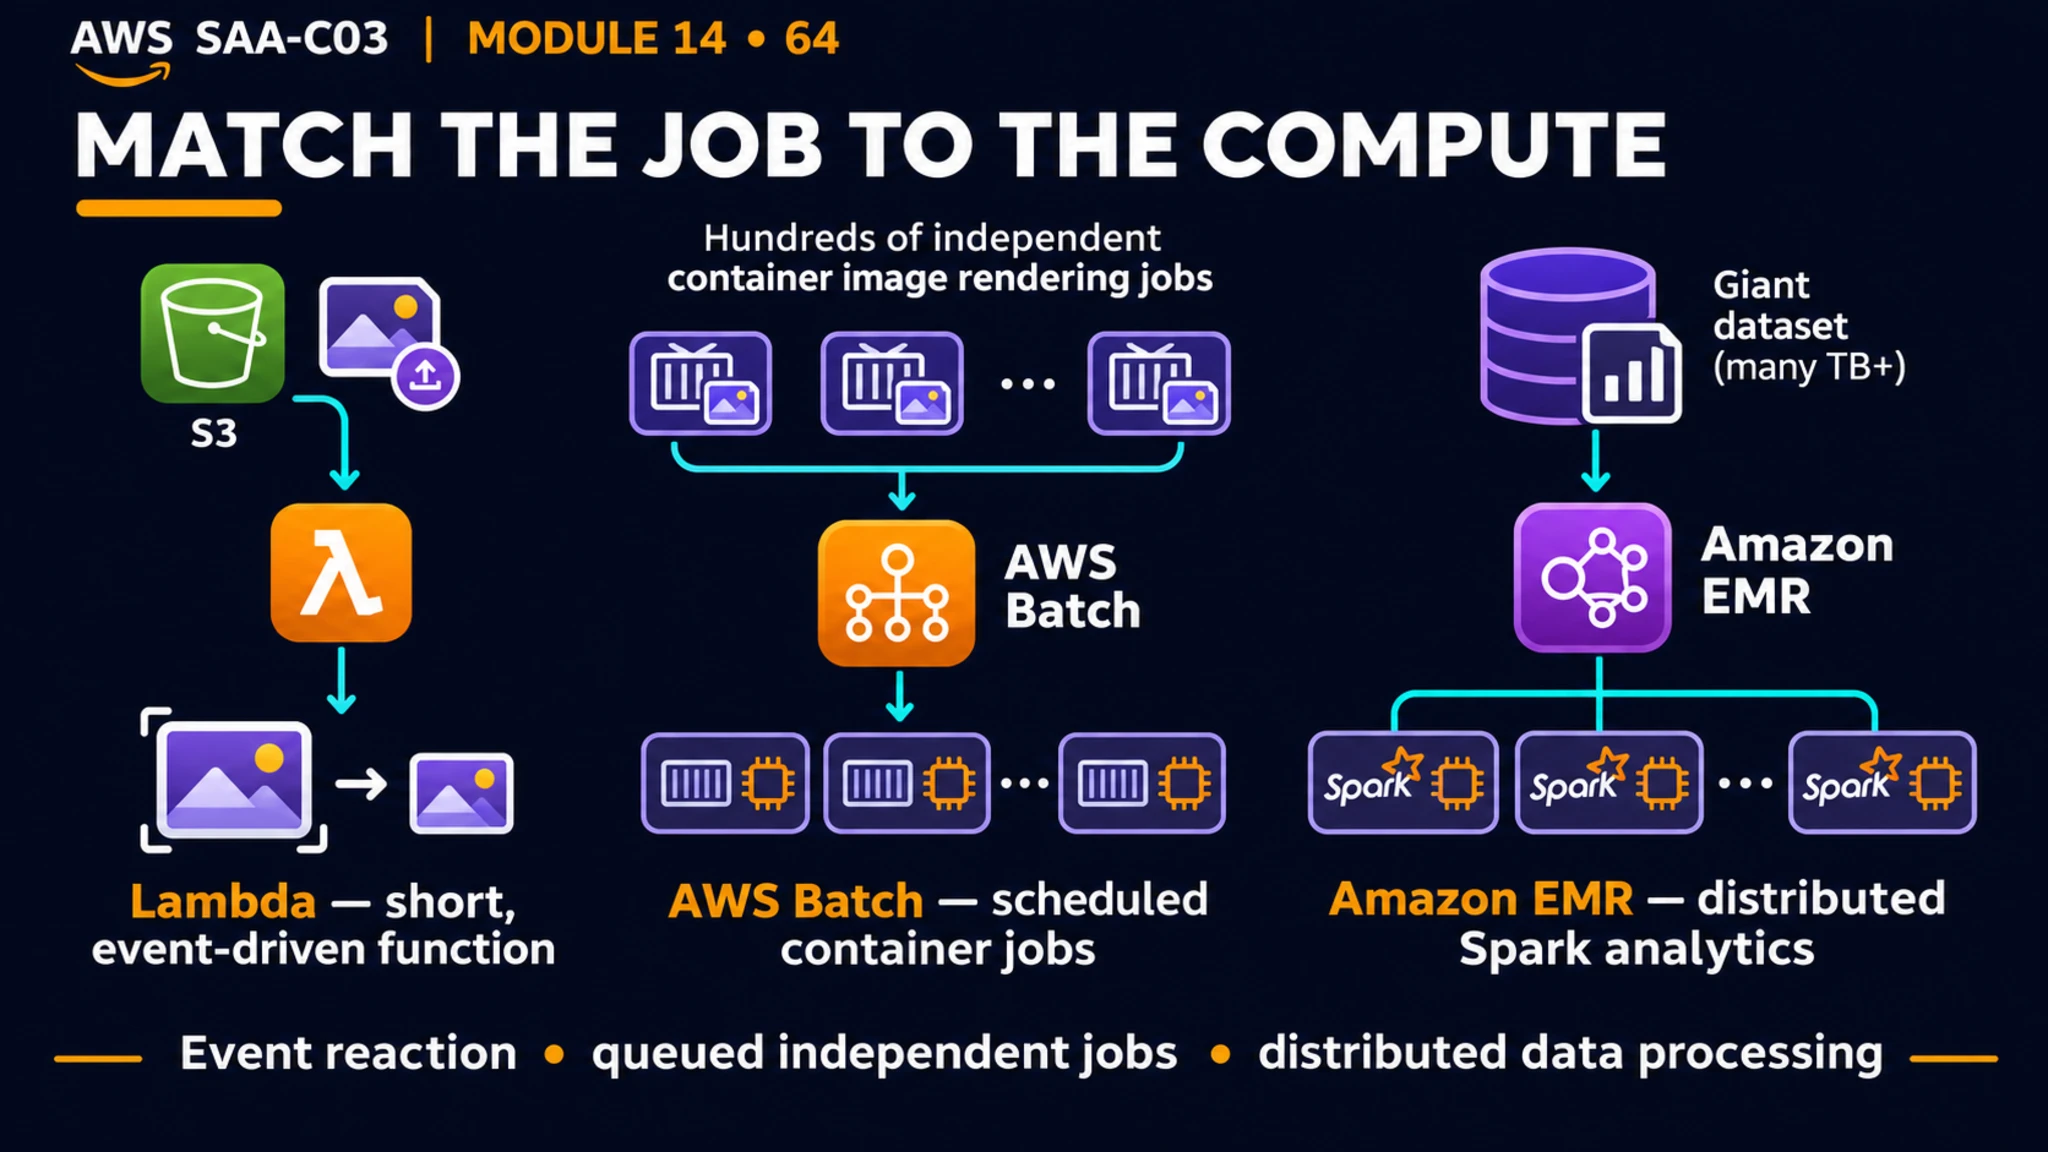 AWS SAA-C03 | MODULE 14 • 64
MATCH THE JOB TO THE COMPUTE
Hundreds of independent
container image rendering jobs
S3
λ
AWS
Batch
Giant
dataset
(many TB+)
Amazon
EMR
Spark
Spark
Spark
Lambda — short,
event-driven function
AWS Batch — scheduled
container jobs
Amazon EMR — distributed
Spark analytics
Event reaction • queued independent jobs • distributed data processing